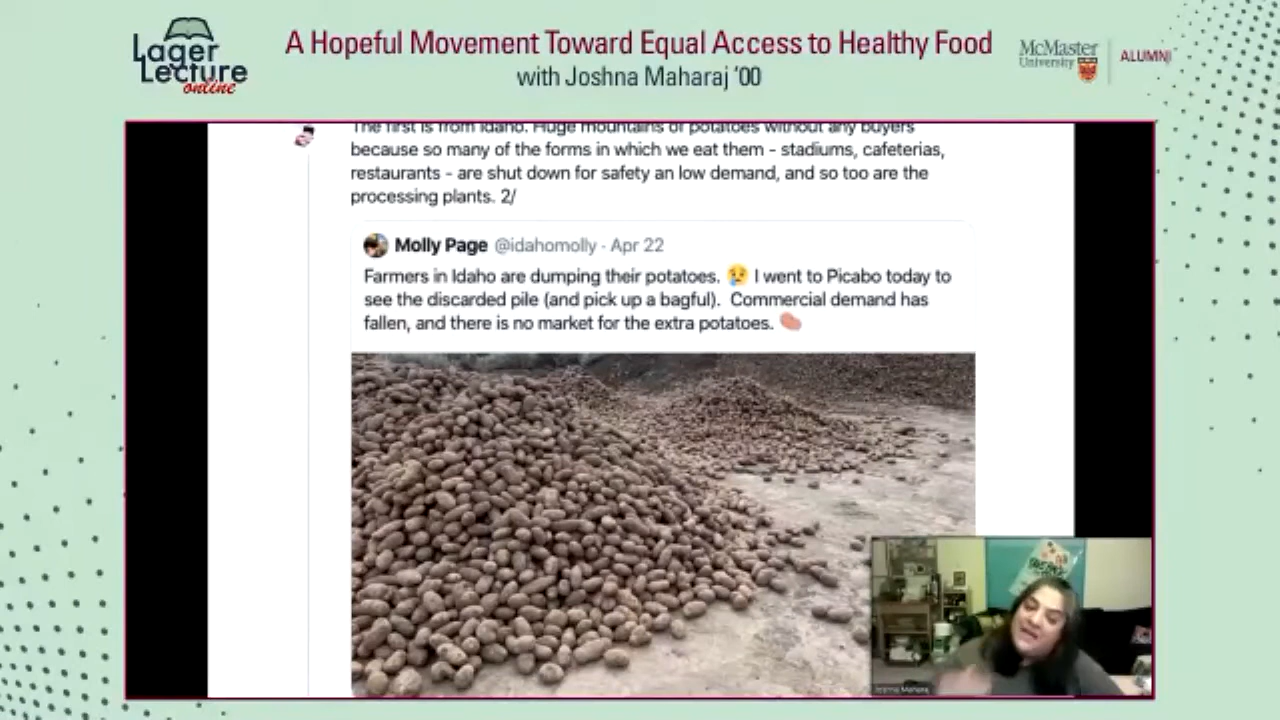 Lager
Lecture
online
A Hopeful Movement Toward Equal Access to Healthy Food
with Joshna Maharaj '00
McMaster
University
ALUMNI
The first is from Idaho. Huge mountains of potatoes without any buyers
because so many of the forms in which we eat them - stadiums, cafeterias,
restaurants - are shut down for safety an low demand, and so too are the
processing plants. 2/
Molly Page @idahomolly · Apr 22
Farmers in Idaho are dumping their potatoes. 😢 I went to Picabo today to
see the discarded pile (and pick up a bagful). Commercial demand has
fallen, and there is no market for the extra potatoes. 🥔
Joshna Maharaj